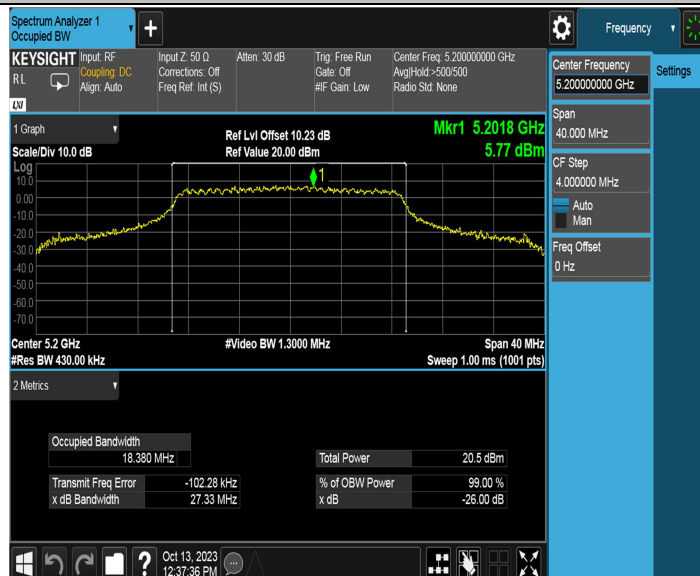 Spectrum Analyzer 1
Occupied BW
+
Frequency
KEYSIGHT
R L
LXI
Input: RF
Coupling: DC
Align: Auto
Input Z: 50 Ω
Corrections: Off
Freq Ref: Int (S)
Atten: 30 dB
Trig: Free Run
Gate: Off
#IF Gain: Low
Center Freq: 5.200000000 GHz
Avg|Hold:>500/500
Radio Std: None
Center Frequency
5.200000000 GHz
Settings
Span
40.000 MHz
CF Step
4.000000 MHz
Auto
Man
Freq Offset
0 Hz
1 Graph
Scale/Div 10.0 dB
Ref Lvl Offset 10.23 dB
Ref Value 20.00 dBm
Mkr1 5.2018 GHz
5.77 dBm
Log
10.0
0.00
-10.0
-20.0
-30.0
-40.0
-50.0
-60.0
-70.0
1
Center 5.2 GHz
#Res BW 430.00 kHz
#Video BW 1.3000 MHz
Span 40 MHz
Sweep 1.00 ms (1001 pts)
2 Metrics
Occupied Bandwidth
18.380 MHz
Transmit Freq Error -102.28 kHz
x dB Bandwidth 27.33 MHz
Total Power 20.5 dBm
% of OBW Power 99.00 %
x dB -26.00 dB
?
Oct 13, 2023
12:37:36 PM